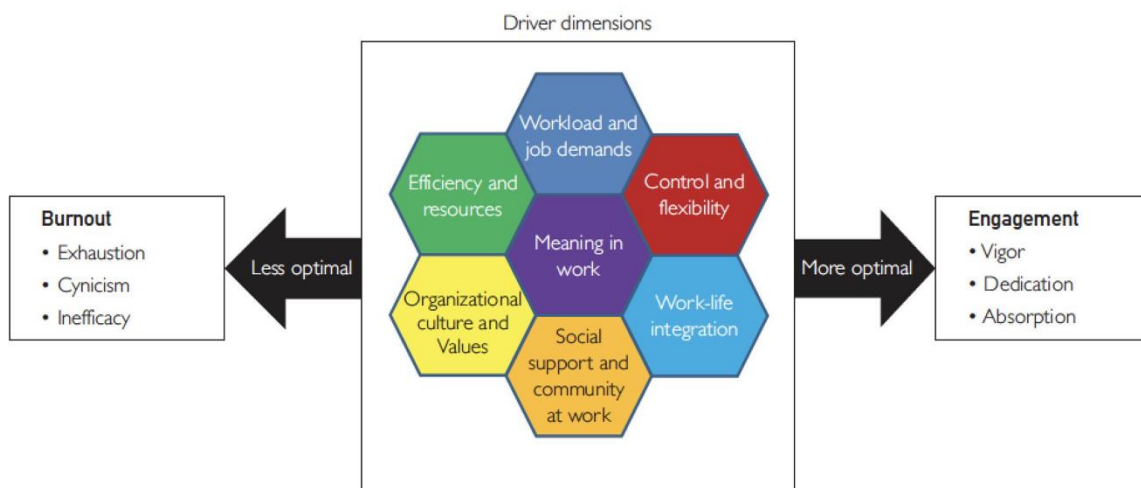 Driver dimensions
Workload and
job demands
Efficiency and
resources
Control and
flexibility
Meaning in
work
Organizational
culture and
Values
Work-life
integration
Social
support and
community
at work
Burnout
• Exhaustion
• Cynicism
• Inefficacy
Less optimal
More optimal
Engagement
• Vigor
• Dedication
• Absorption